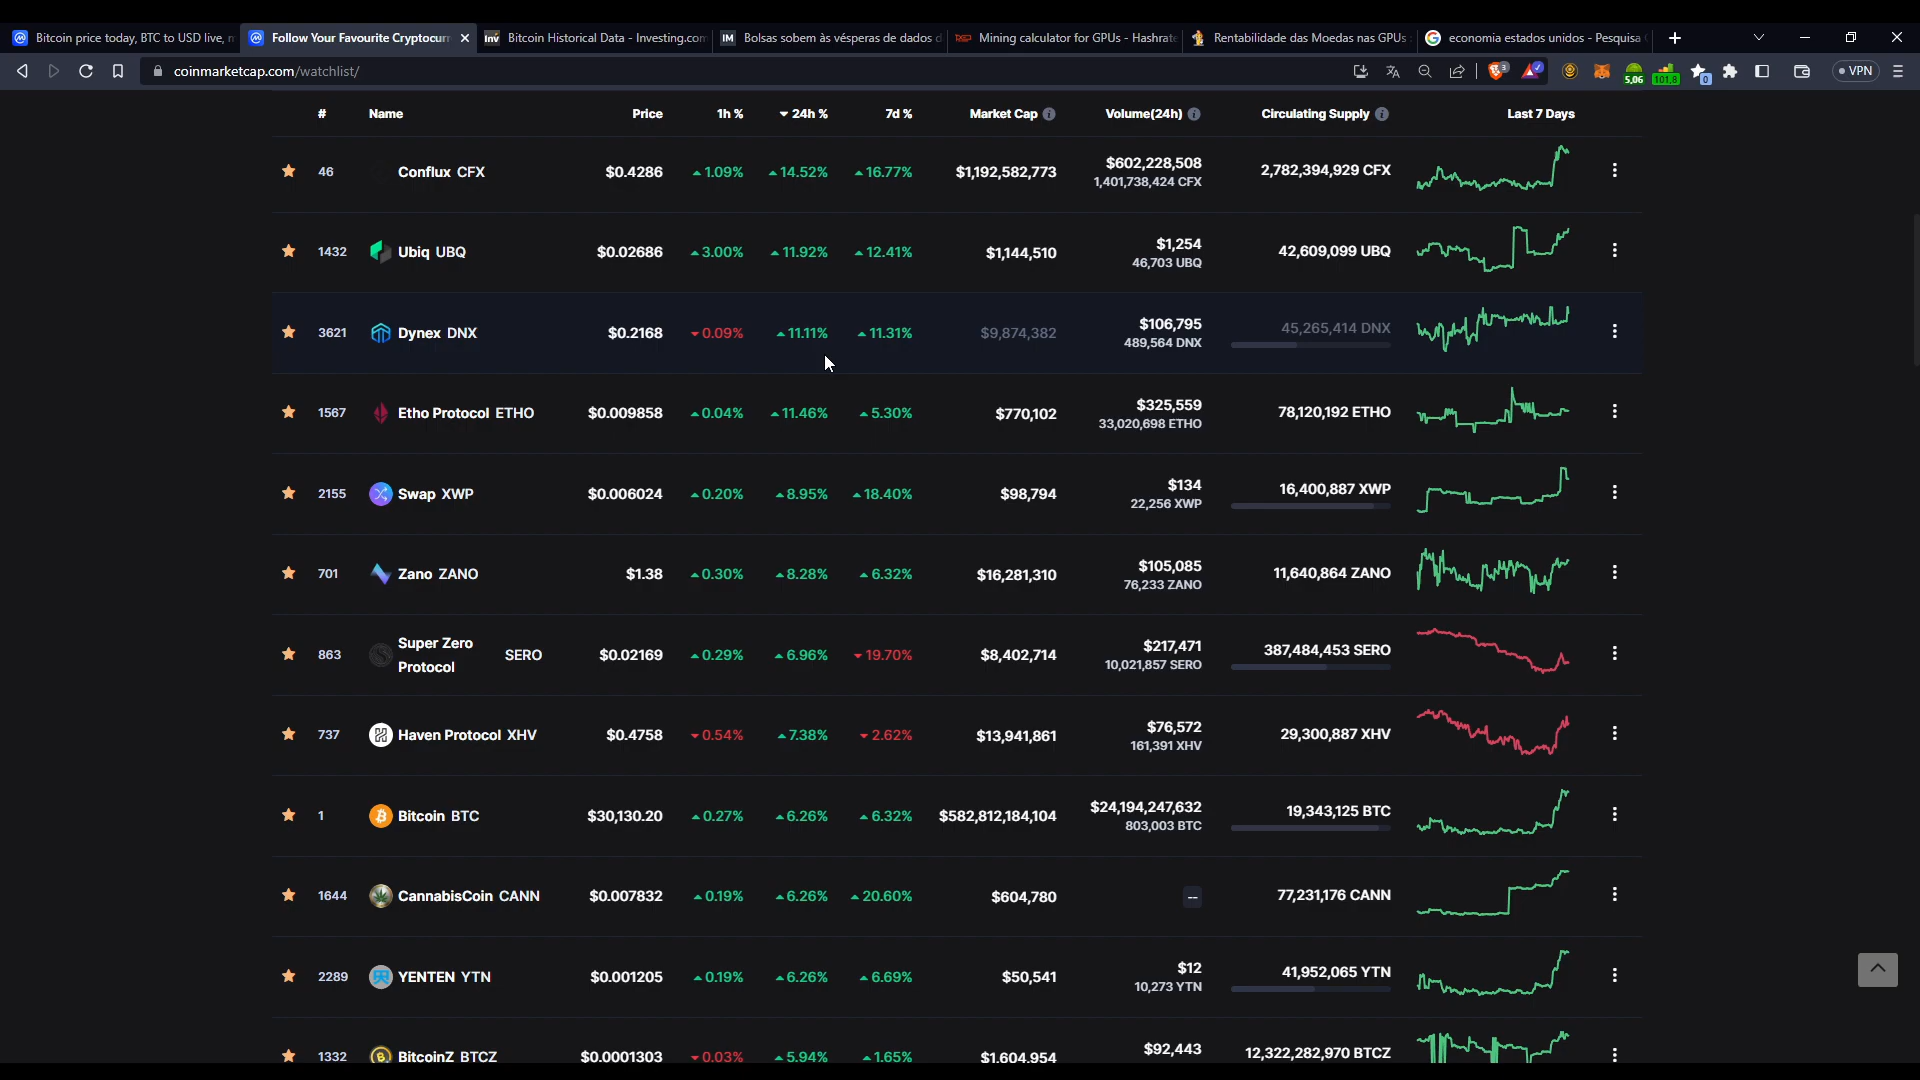 Bitcoin price today, BTC to USD live, m
Follow Your Favourite Cryptocurr
Inv Bitcoin Historical Data - Investing.com
IM Bolsas sobem às vésperas de dados d
Mining calculator for GPUs - Hashrate
Rentabilidade das Moedas nas GPUs
economia estados unidos - Pesquisa
coinmarketcap.com/watchlist/
3
5,06
101,8
0
VPN
# Name Price 1h % 24h % 7d % Market Cap Volume(24h) Circulating Supply Last 7 Days
46 Conflux CFX $0.4286 1.09% 14.52% 16.77% $1,192,582,773 $602,228,508 2,782,394,929 CFX
1,401,738,424 CFX
1432 Ubiq UBQ $0.02686 3.00% 11.92% 12.41% $1,144,510 $1,254 42,609,099 UBQ
46,703 UBQ
3621 Dynex DNX $0.2168 0.09% 11.11% 11.31% $9,874,382 $106,795 45,265,414 DNX
489,564 DNX
1567 Etho Protocol ETHO $0.009858 0.04% 11.46% 5.30% $770,102 $325,559 78,120,192 ETHO
33,020,698 ETHO
2155 Swap XWP $0.006024 0.20% 8.95% 18.40% $98,794 $134 16,400,887 XWP
22,256 XWP
701 Zano ZANO $1.38 0.30% 8.28% 6.32% $16,281,310 $105,085 11,640,864 ZANO
76,233 ZANO
863 Super Zero Protocol SERO $0.02169 0.29% 6.96% 19.70% $8,402,714 $217,471 387,484,453 SERO
10,021,857 SERO
737 Haven Protocol XHV $0.4758 0.54% 7.38% 2.62% $13,941,861 $76,572 29,300,887 XHV
161,391 XHV
1 Bitcoin BTC $30,130.20 0.27% 6.26% 6.32% $582,812,184,104 $24,194,247,632 19,343,125 BTC
803,003 BTC
1644 CannabisCoin CANN $0.007832 0.19% 6.26% 20.60% $604,780 -- 77,231,176 CANN
2289 YENTEN YTN $0.001205 0.19% 6.26% 6.69% $50,541 $12 41,952,065 YTN
10,273 YTN
1332 BitcoinZ BTCZ $0.0001303 0.03% 5.94% 1.65% $1,604,954 $92,443 12,322,282,970 BTCZ